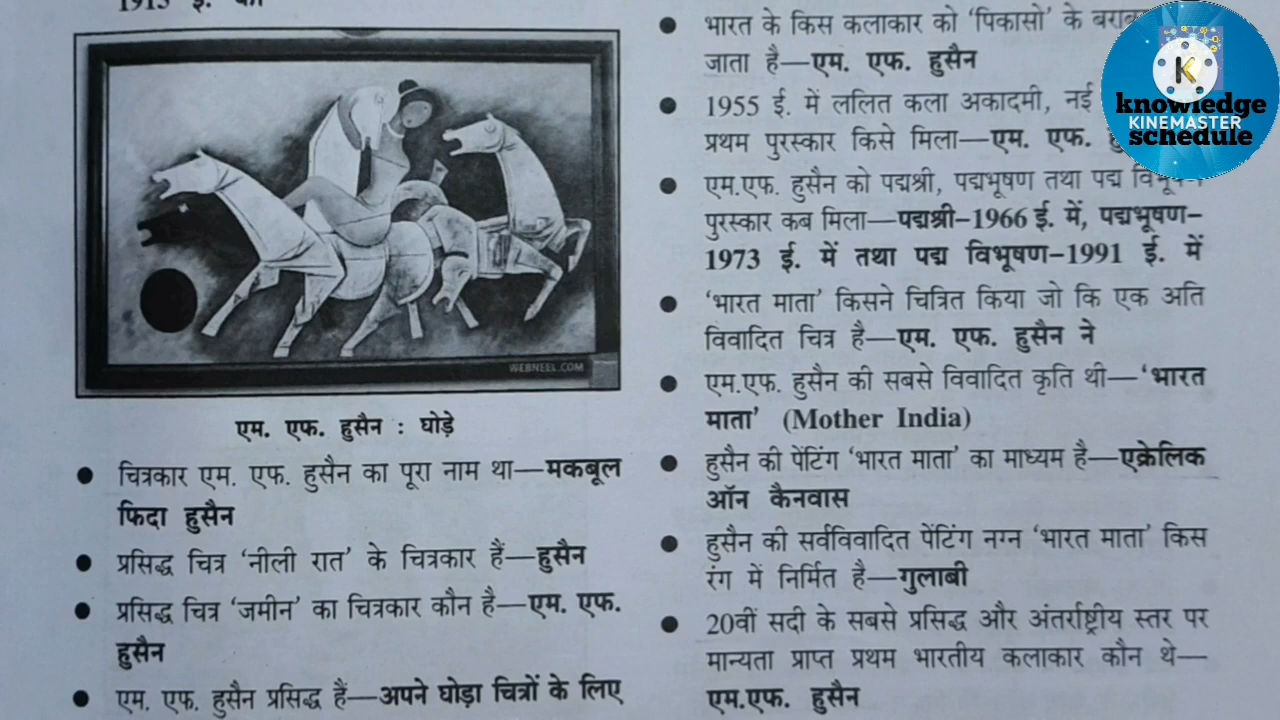 1915 ई. को
WEBNEEL.COM
एम. एफ. हुसैन : घोड़े
● चित्रकार एम. एफ. हुसैन का पूरा नाम था—मकबूल
फिदा हुसैन
● प्रसिद्ध चित्र ‘नीली रात’ के चित्रकार हैं—हुसैन
● प्रसिद्ध चित्र ‘जमीन’ का चित्रकार कौन है—एम. एफ.
हुसैन
● एम. एफ. हुसैन प्रसिद्ध हैं—अपने घोड़ा चित्रों के लिए
● भारत के किस कलाकार को ‘पिकासो’ के
जाता है—एम. एफ. हुसैन
● 1955 ई. में ललित कला अकादमी, नई
प्रथम पुरस्कार किसे मिला—एम. एफ.
● एम.एफ. हुसैन को पद्मश्री, पद्मभूषण तथा पद्म विभूषण
पुरस्कार कब मिला—पद्मश्री–1966 ई. में, पद्मभूषण–
1973 ई. में तथा पद्म विभूषण–1991 ई. में
● ‘भारत माता’ किसने चित्रित किया जो कि एक अति
विवादित चित्र है—एम. एफ. हुसैन ने
● एम.एफ. हुसैन की सबसे विवादित कृति थी—‘भारत
माता’ (Mother India)
● हुसैन की पेंटिंग ‘भारत माता’ का माध्यम है—एक्रेलिक
ऑन कैनवास
● हुसैन की सर्वविवादित पेंटिंग नग्न ‘भारत माता’ किस
रंग में निर्मित है—गुलाबी
● 20वीं सदी के सबसे प्रसिद्ध और अंतर्राष्ट्रीय स्तर पर
मान्यता प्राप्त प्रथम भारतीय कलाकार कौन थे—
एम.एफ. हुसैन
K
knowledge
KINEMASTER
schedule